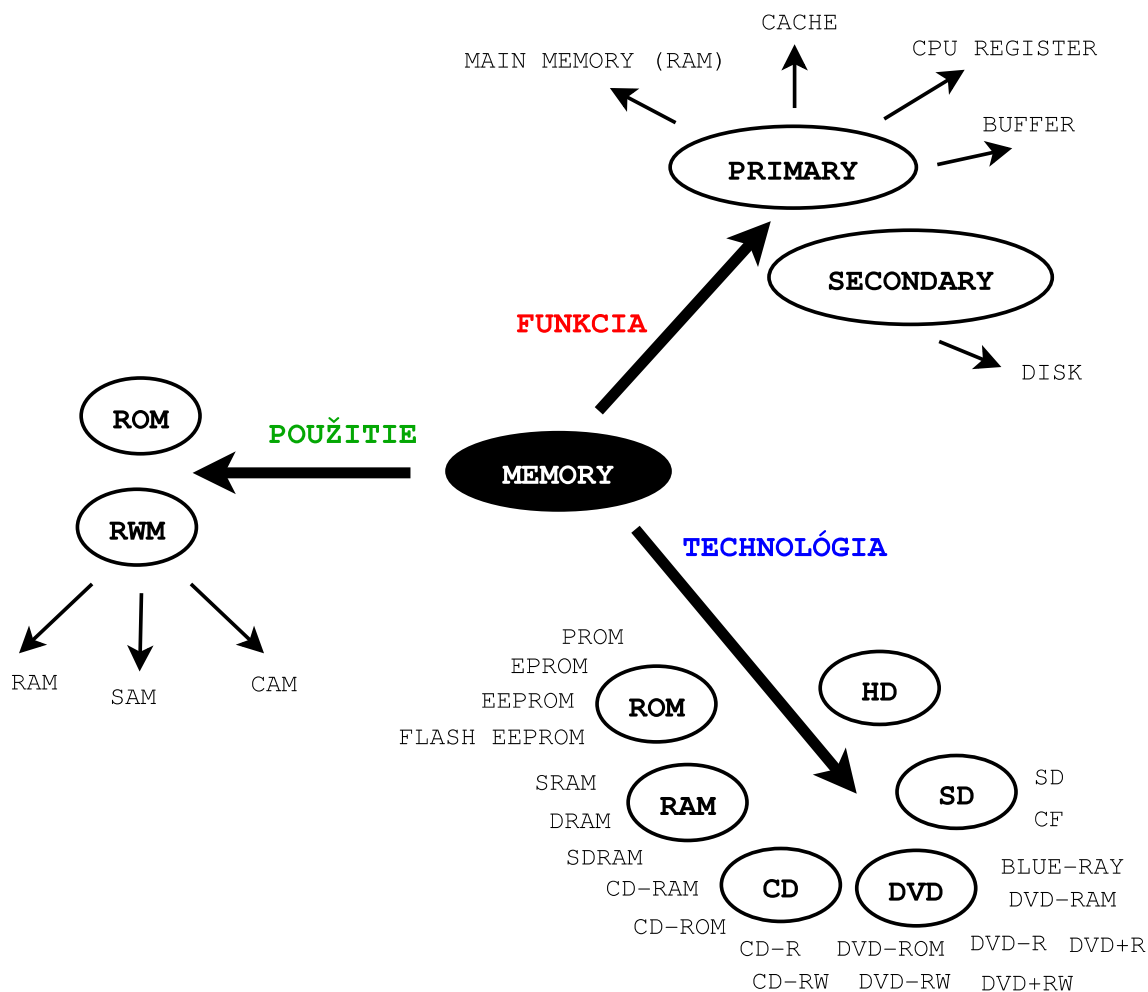 CACHE
CPU REGISTER
MAIN MEMORY (RAM)
BUFFER
PRIMARY
SECONDARY
FUNKCIA
DISK
ROM
POUŽITIE
MEMORY
RWM
TECHNOLÓGIA
RAM
SAM
CAM
PROM
EPROM
EEPROM
FLASH EEPROM
ROM
HD
SRAM
DRAM
SDRAM
RAM
SD
SD
CF
CD-RAM
CD-ROM
CD
CD-R
CD-RW
DVD
BLUE-RAY
DVD-RAM
DVD-ROM
DVD-R
DVD+R
DVD-RW
DVD+RW